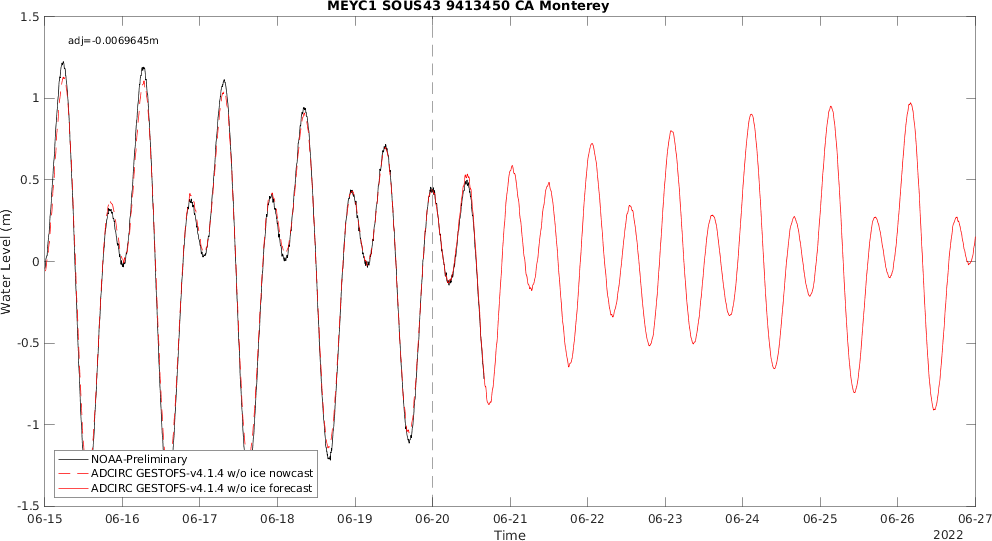 MEYC1 SOUS43 9413450 CA Monterey
1.5
adj=-0.0069645m
1
0.5
0
-0.5
-1
-1.5
Water Level (m)
NOAA-Preliminary
ADCIRC GESTOFS-v4.1.4 w/o ice nowcast
ADCIRC GESTOFS-v4.1.4 w/o ice forecast
06-15 06-16 06-17 06-18 06-19 06-20 06-21 06-22 06-23 06-24 06-25 06-26 06-27
Time
2022